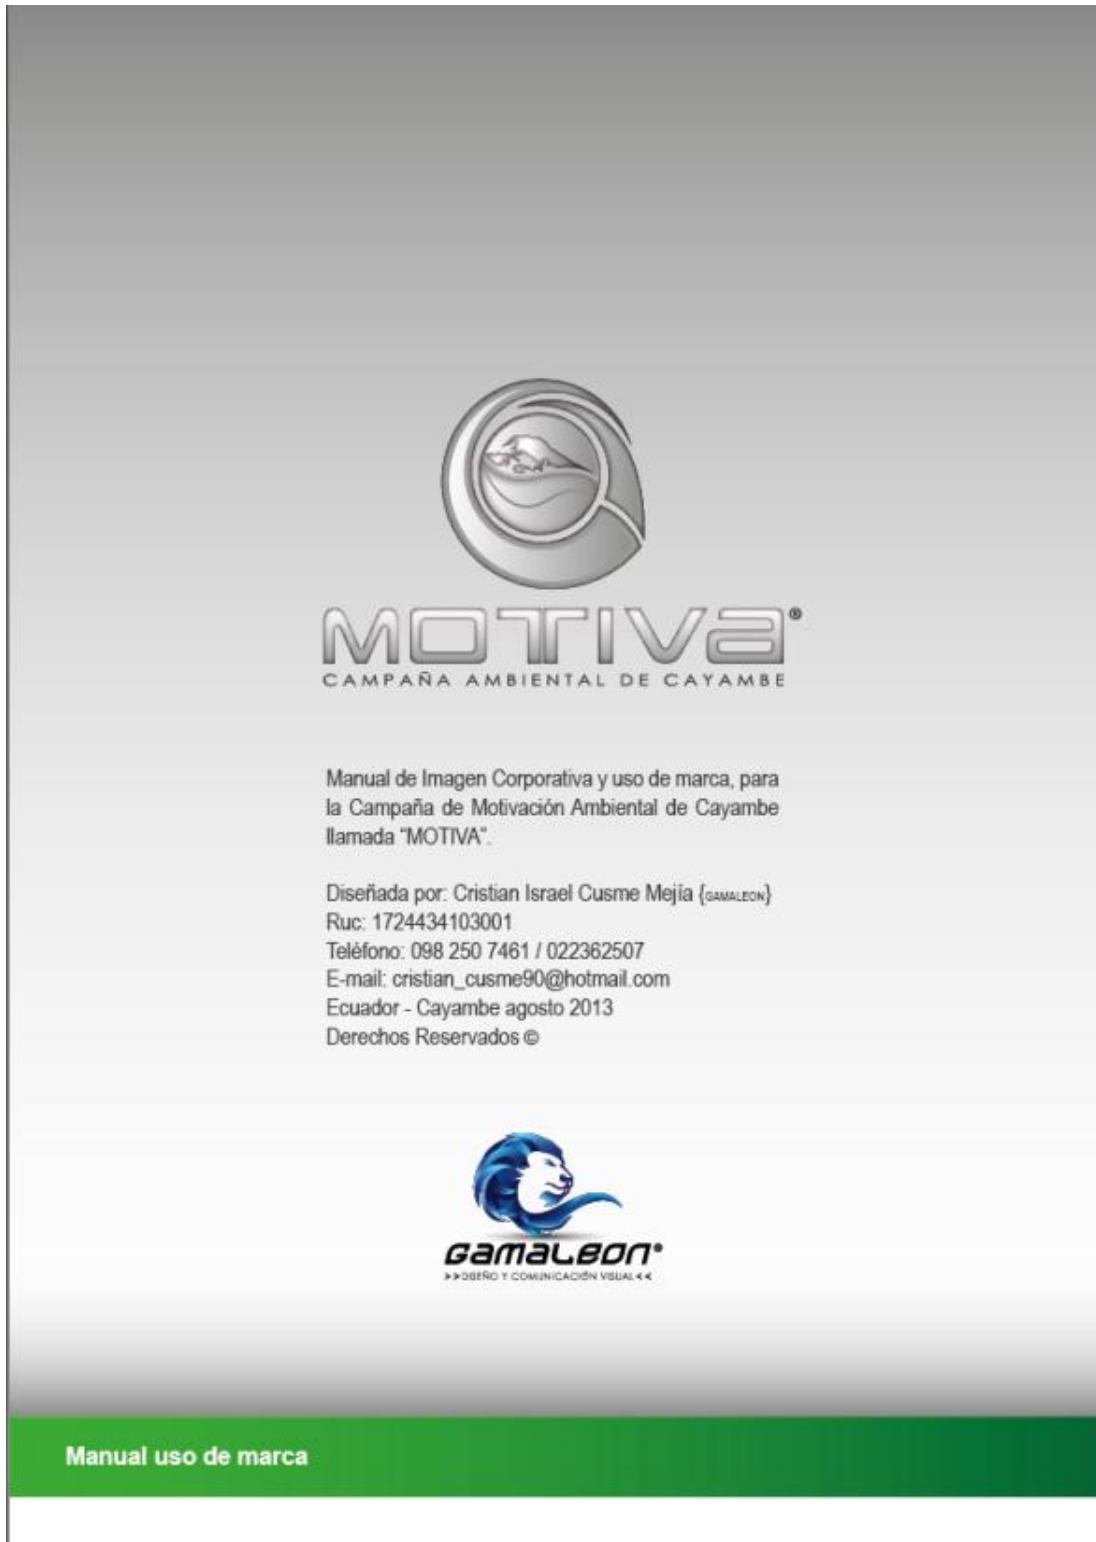 MOTIVA®
CAMPAÑA AMBIENTAL DE CAYAMBE
Manual de Imagen Corporativa y uso de marca, para
la Campaña de Motivación Ambiental de Cayambe
llamada “MOTIVA”.
Diseñada por: Cristian Israel Cusme Mejía {GAMALEON}
Ruc: 1724434103001
Teléfono: 098 250 7461 / 022362507
E-mail: cristian_cusme90@hotmail.com
Ecuador - Cayambe agosto 2013
Derechos Reservados ©
GAMALEON®
>>DISEÑO Y COMUNICACIÓN VISUAL<<
Manual uso de marca